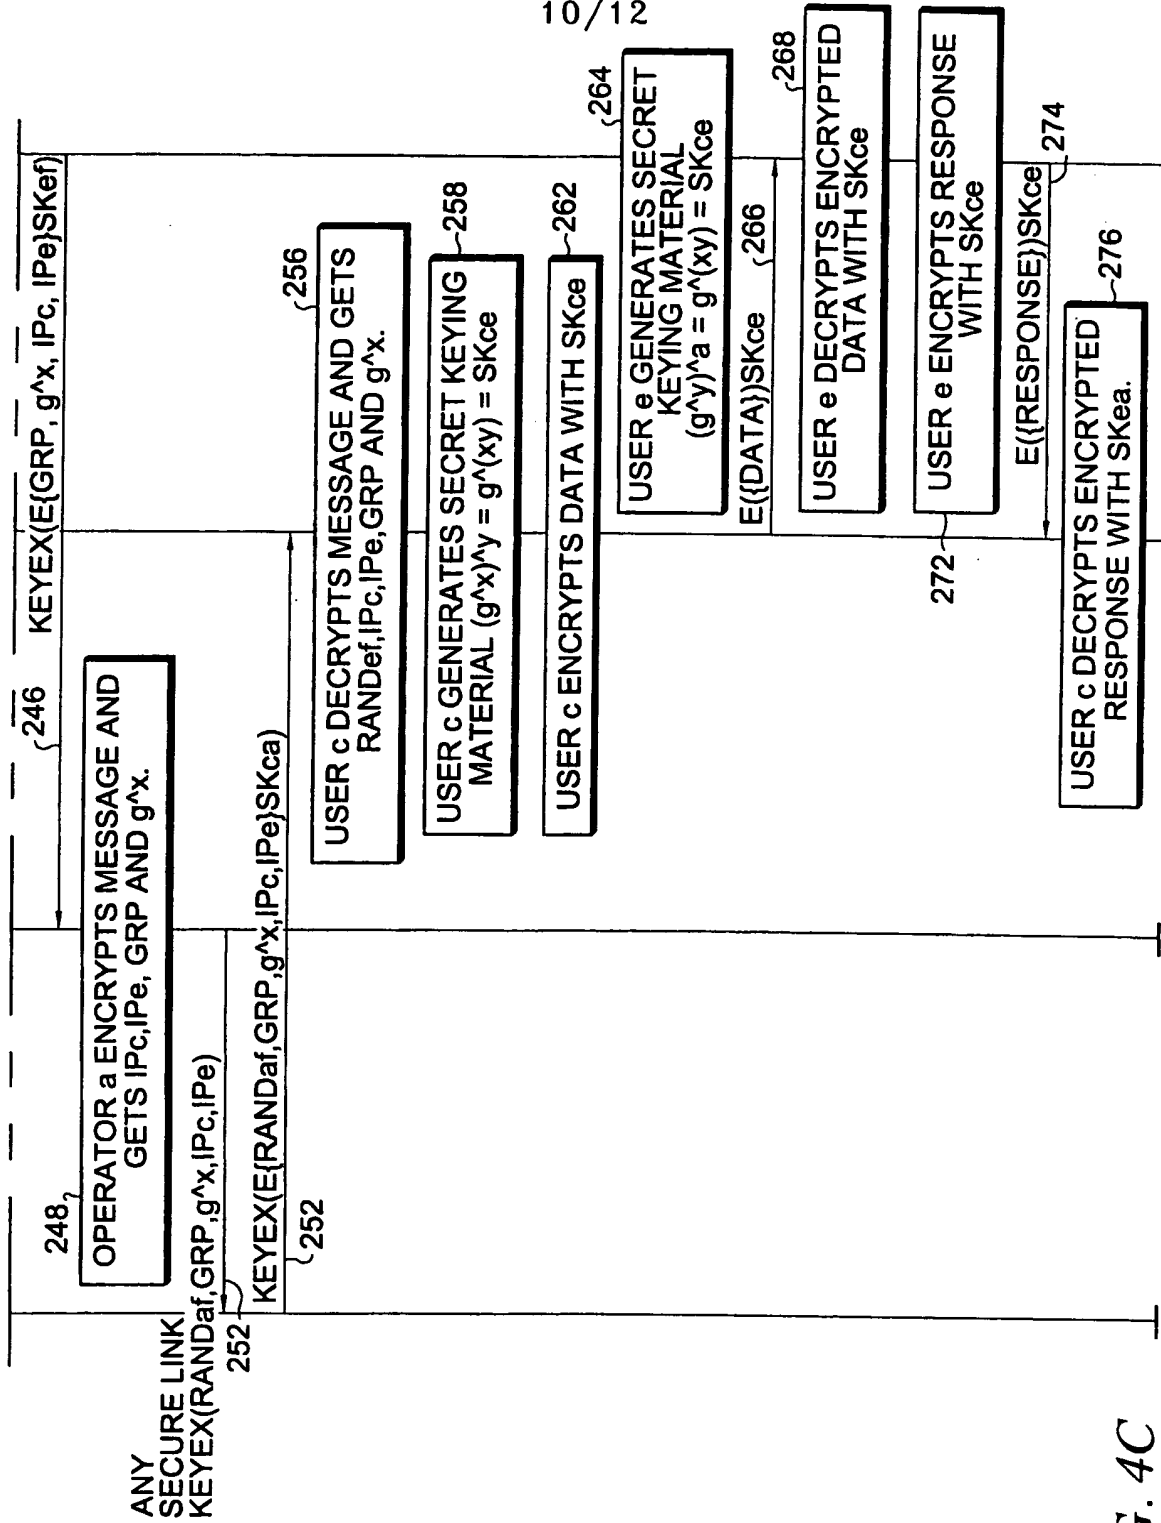 10/12
KEYEX(E{GRP, g^x, IPc, IPe}SKef)
246
248
OPERATOR a ENCRYPTS MESSAGE AND
GETS IPc,IPe, GRP AND g^x.
ANY
SECURE LINK
KEYEX(RANDaf,GRP,g^x,IPc,IPe)
252
KEYEX(E{RANDaf,GRP,g^x,IPc,IPe}SKca)
252
256
USER c DECRYPTS MESSAGE AND GETS
RANDef,IPc,IPe,GRP AND g^x.
258
USER c GENERATES SECRET KEYING
MATERIAL (g^x)^y = g^(xy) = SKce
262
USER c ENCRYPTS DATA WITH SKce
264
USER e GENERATES SECRET
KEYING MATERIAL
(g^y)^a = g^(xy) = SKce
E({DATA})SKce
266
268
USER e DECRYPTS ENCRYPTED
DATA WITH SKce
USER e ENCRYPTS RESPONSE
WITH SKce
272
E({RESPONSE})SKce
274
276
USER c DECRYPTS ENCRYPTED
RESPONSE WITH SKea.
G. 4C